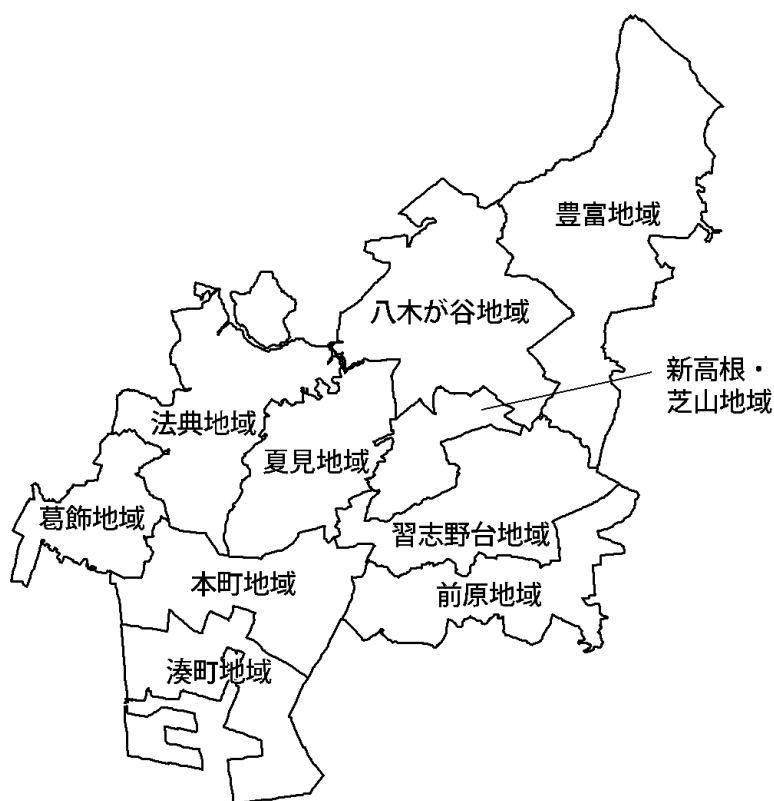 豊富地域
八木が谷地域
新高根・
芝山地域
法典地域
夏見地域
葛飾地域
習志野台地域
本町地域
前原地域
湊町地域